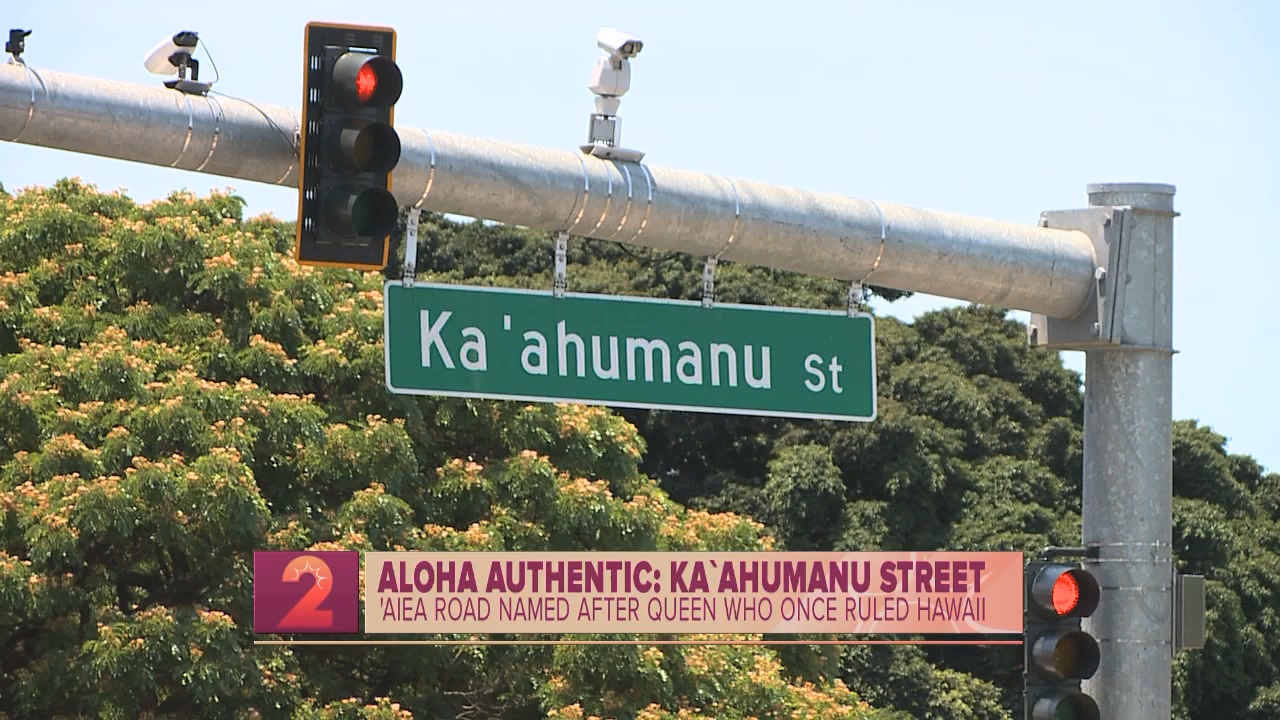 Ka'ahumanu St
2
ALOHA AUTHENTIC: KA`AHUMANU STREET
'AIEA ROAD NAMED AFTER QUEEN WHO ONCE RULED HAWAII